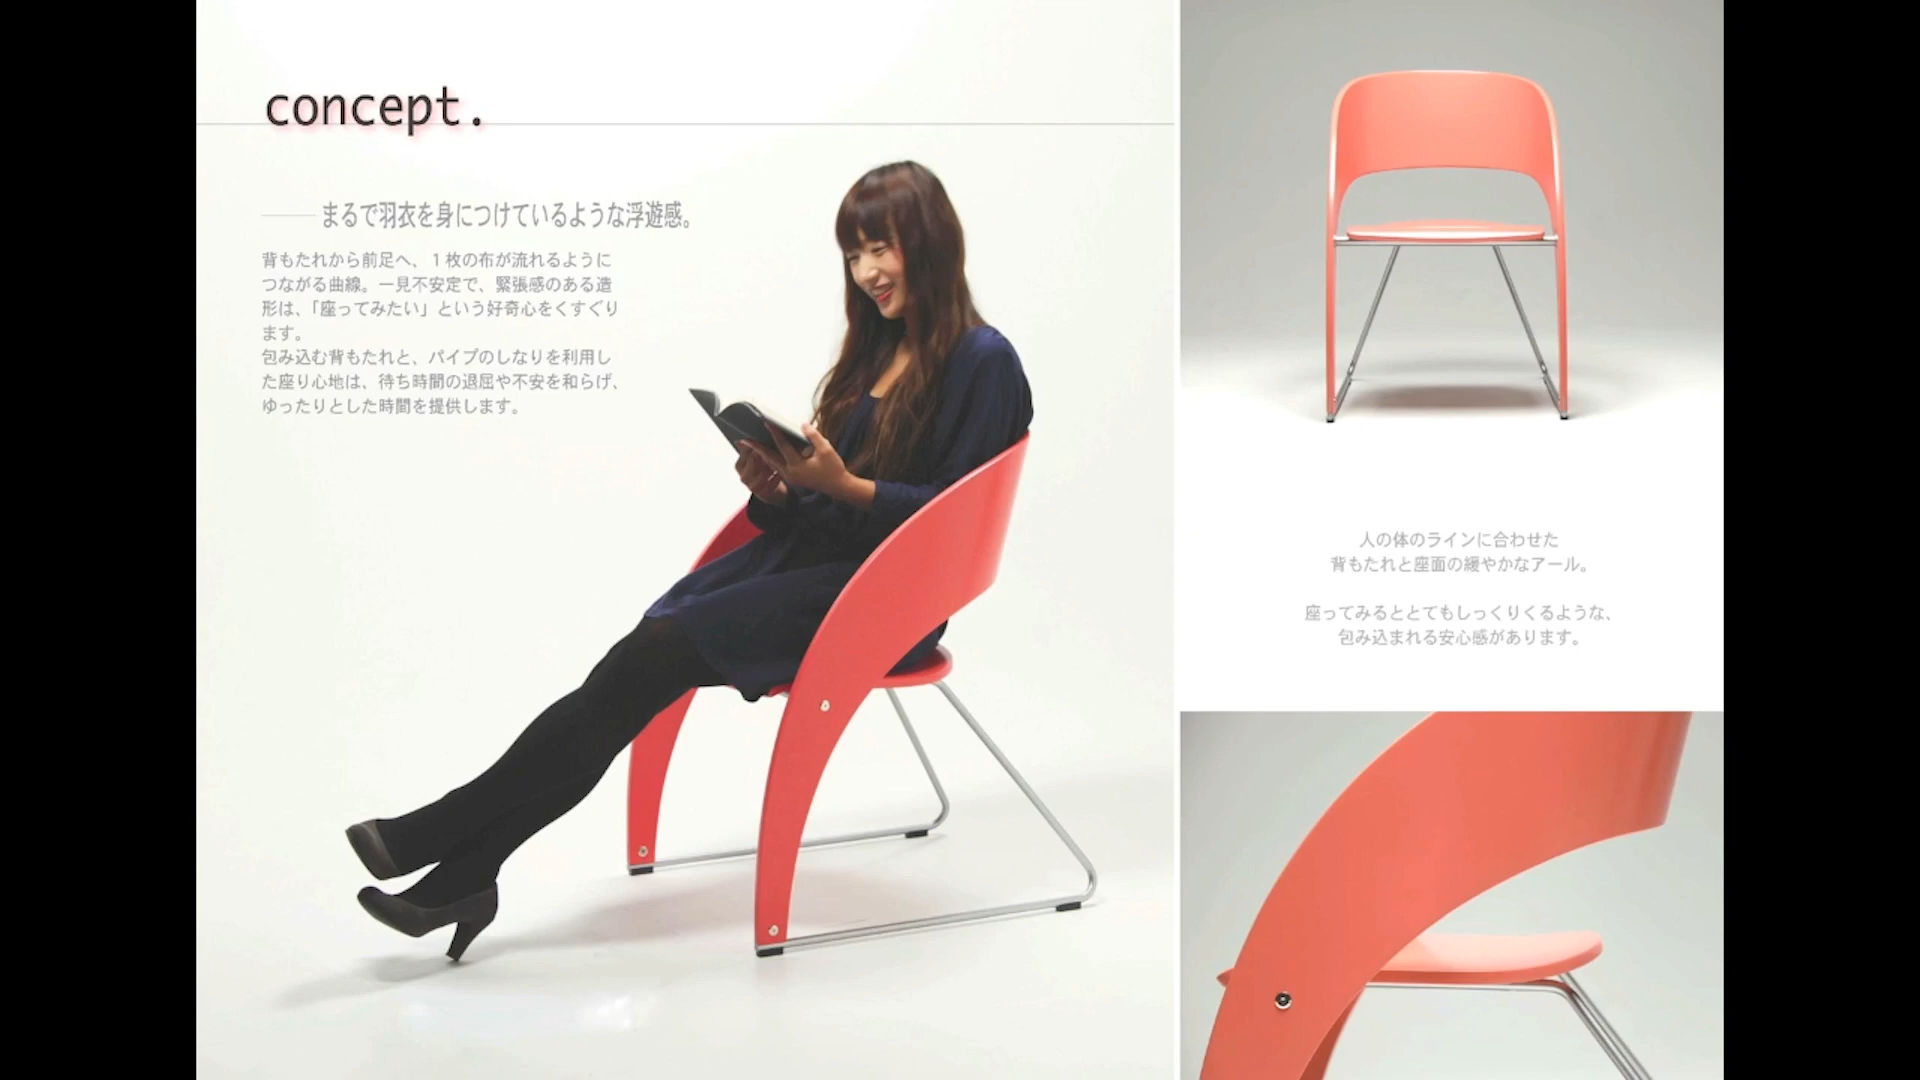 concept.
まるで羽衣を身につけているような浮遊感。
背もたれから前足へ、１枚の布が流れるように
つながる曲線。一見不安定で、緊張感のある造
形は、「座ってみたい」という好奇心をくすぐり
ます。
包み込む背もたれと、パイプのしなりを利用し
た座り心地は、待ち時間の退屈や不安を和らげ、
ゆったりとした時間を提供します。
人の体のラインに合わせた
背もたれと座面の緩やかなアール。
座ってみるととてもしっくりくるような、
包み込まれる安心感があります。